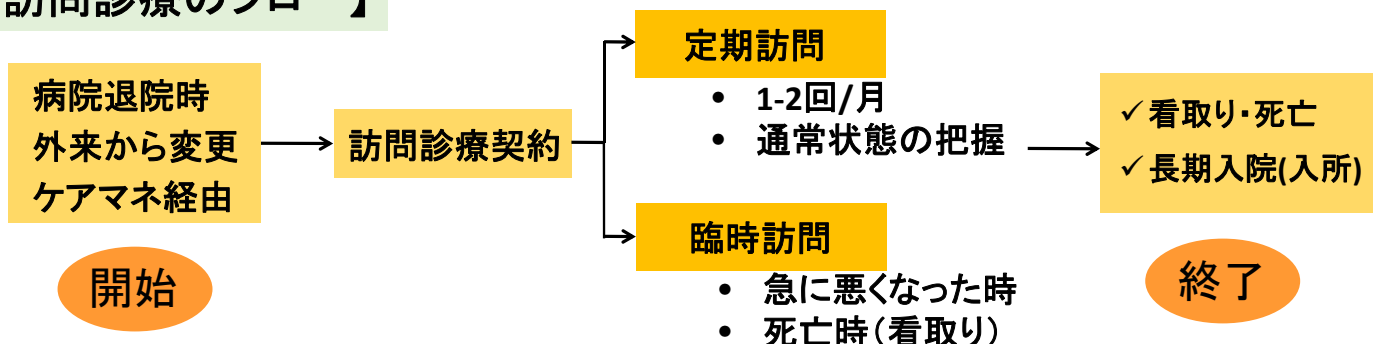 訪問診療のフロー】
病院退院時
外来から変更
ケアマネ経由
開始
訪問診療契約
定期訪問
• 1-2回/月
• 通常状態の把握
臨時訪問
• 急に悪くなった時
• 死亡時（看取り）
✓看取り・死亡
✓長期入院(入所)
終了